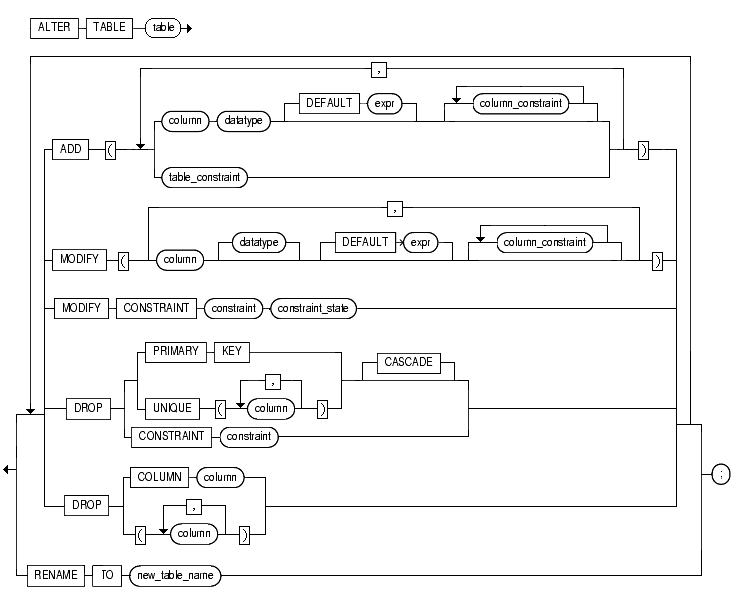 ALTER TABLE table
,
DEFAULT expr column_constraint
column datatype
ADD ( )
table_constraint
,
datatype DEFAULT expr column_constraint
MODIFY ( column )
MODIFY CONSTRAINT constraint constraint_state
PRIMARY KEY CASCADE
,
DROP UNIQUE ( column )
CONSTRAINT constraint
COLUMN column
;
DROP ,
( column )
RENAME TO new_table_name